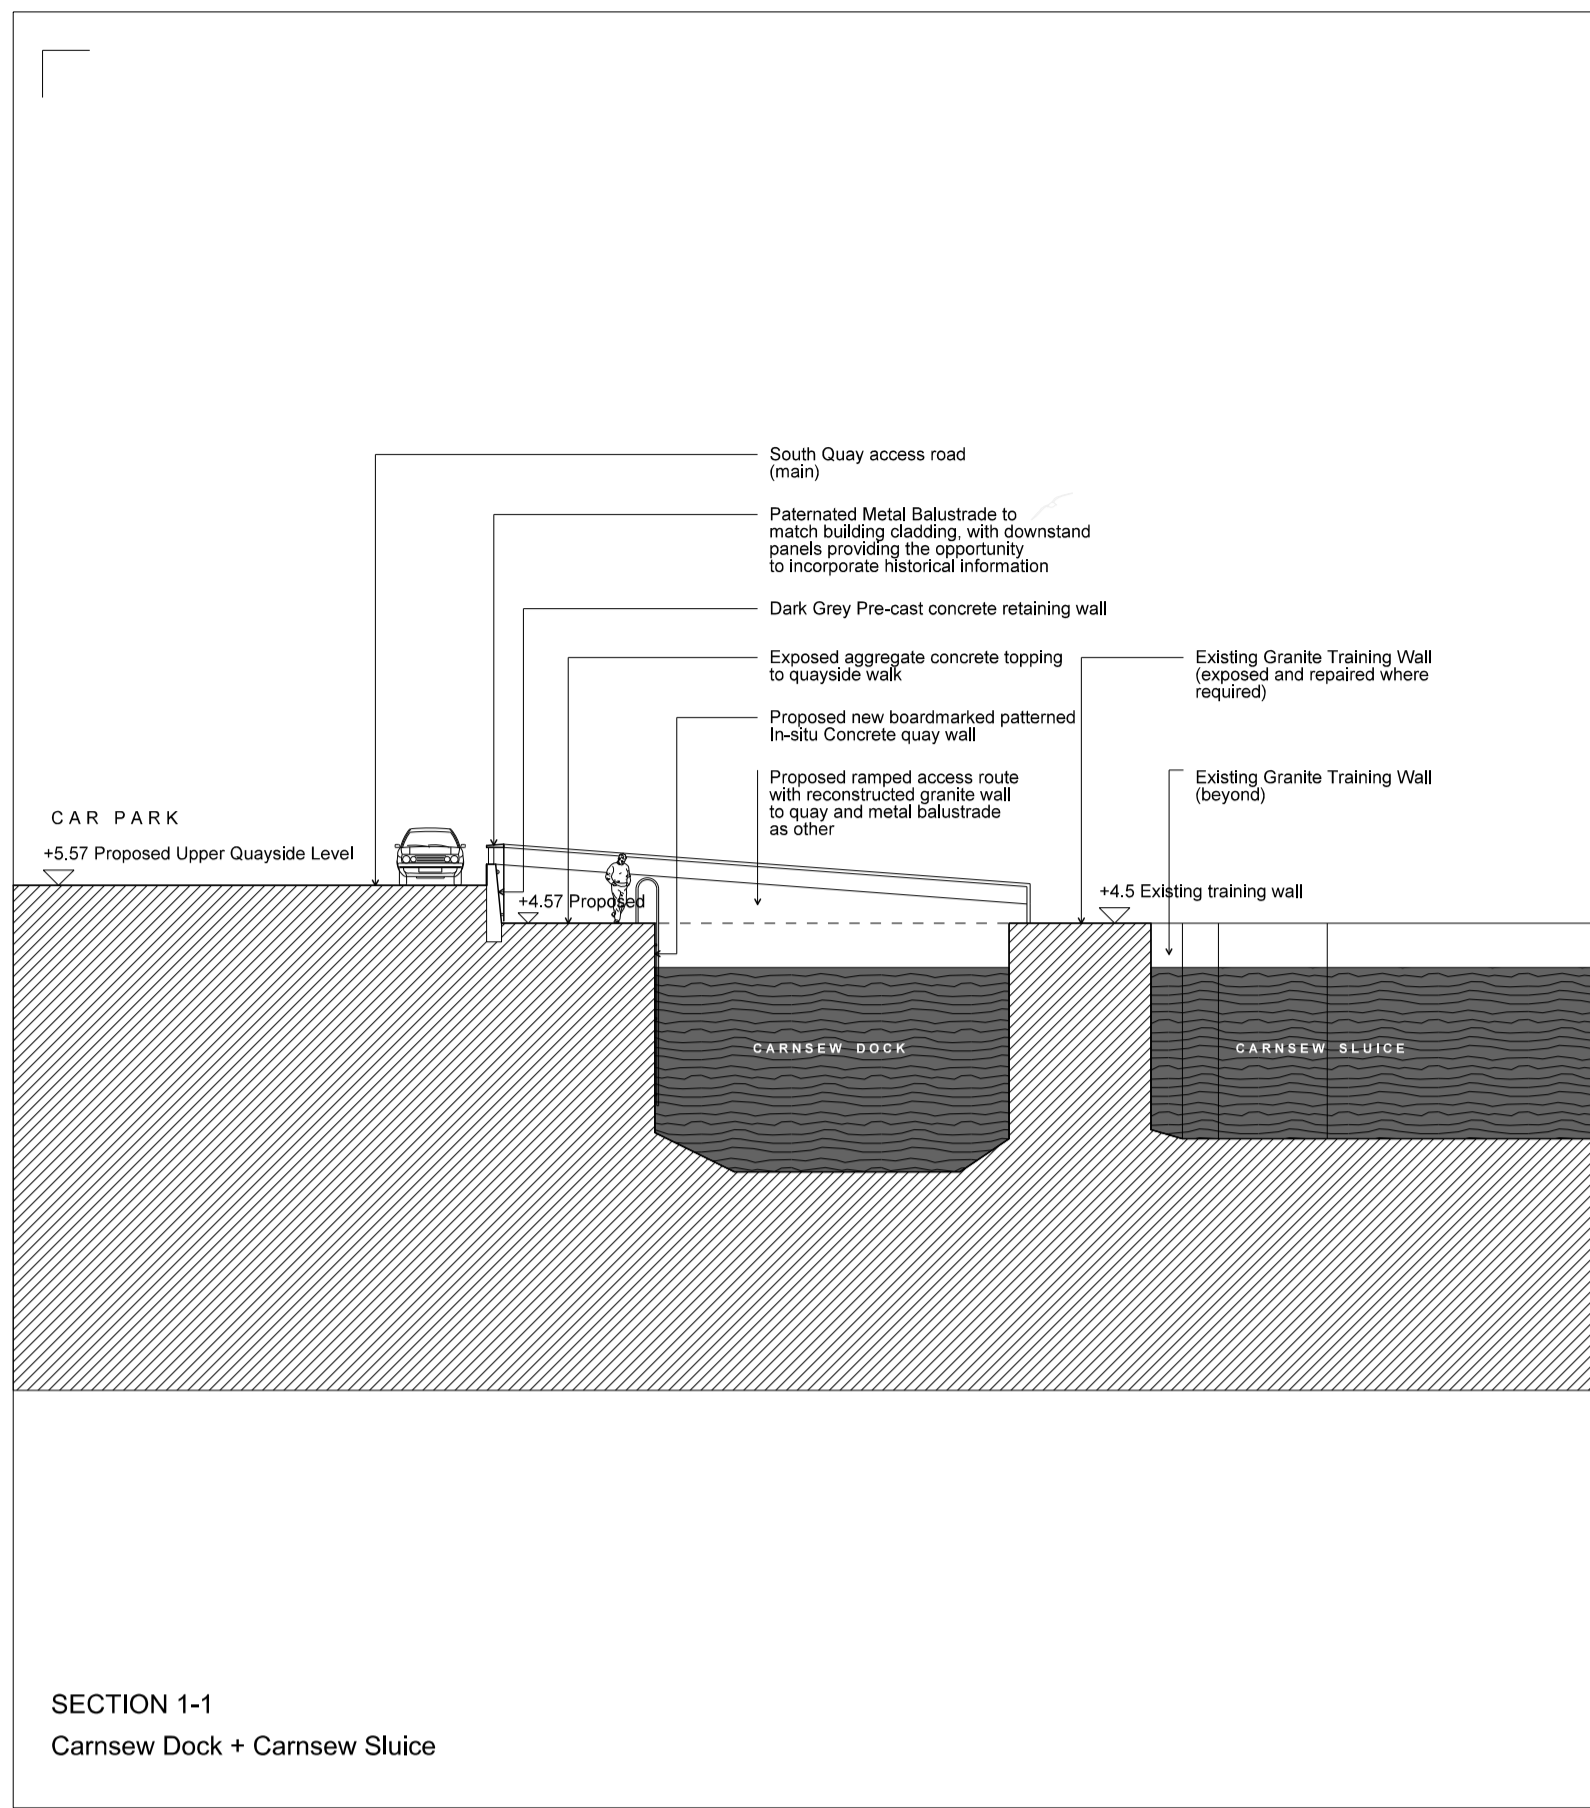 South Quay access road
(main)
Paternated Metal Balustrade to
match building cladding, with downstand
panels providing the opportunity
to incorporate historical information
Dark Grey Pre-cast concrete retaining wall
Exposed aggregate concrete topping
to quayside walk
Existing Granite Training Wall
(exposed and repaired where
required)
Proposed new boardmarked patterned
In-situ Concrete quay wall
Proposed ramped access route
with reconstructed granite wall
to quay and metal balustrade
as other
Existing Granite Training Wall
(beyond)
CAR PARK
+5.57 Proposed Upper Quayside Level
+4.57 Proposed
+4.5 Existing training wall
CARNSEW DOCK
CARNSEW SLUICE
SECTION 1-1
Carnsew Dock + Carnsew Sluice